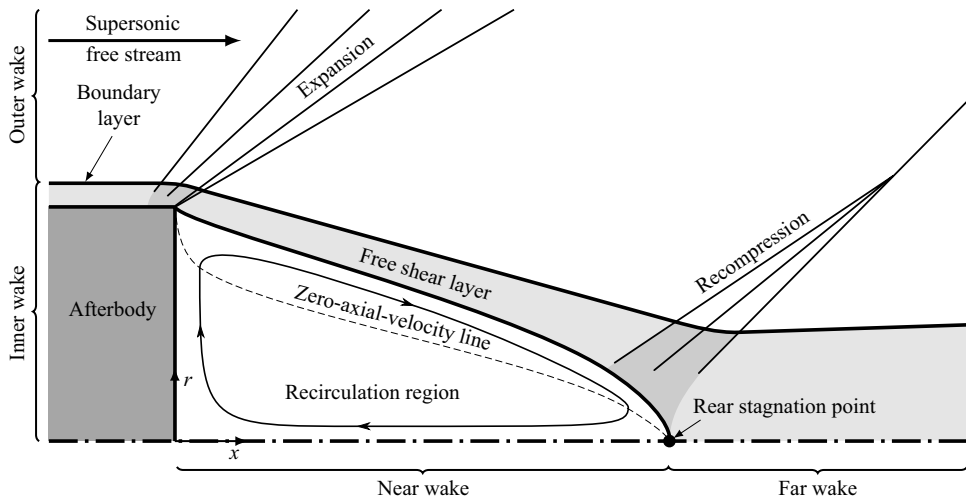 Supersonic
free stream
Expansion
Outer wake
Boundary
layer
Recompression
Free shear layer
Inner wake
Afterbody
Zero-axial-velocity line
r
Recirculation region
Rear stagnation point
x
Near wake
Far wake